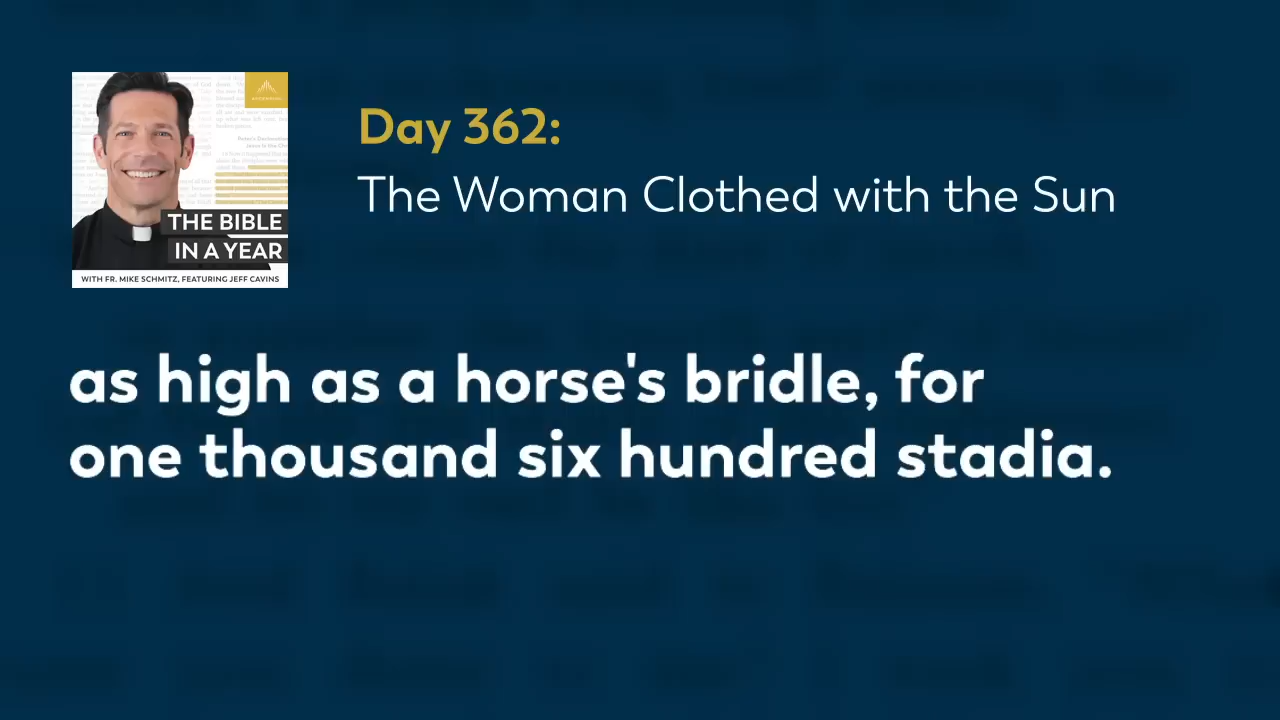 Day 362:
The Woman Clothed with the Sun
THE BIBLE
IN A YEAR
WITH FR. MIKE SCHMITZ, FEATURING JEFF CAVINS
as high as a horse's bridle, for
one thousand six hundred stadia.